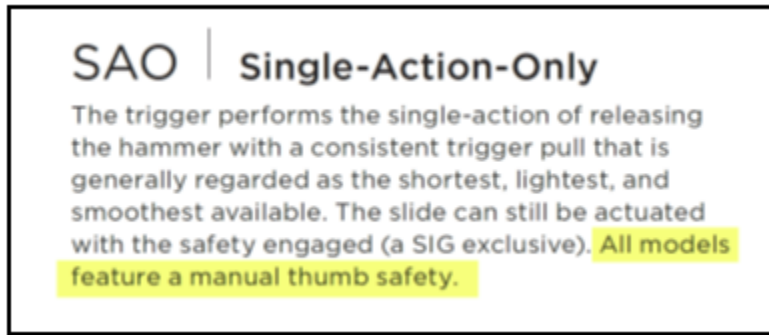 SAO | Single-Action-Only
The trigger performs the single-action of releasing
the hammer with a consistent trigger pull that is
generally regarded as the shortest, lightest, and
smoothest available. The slide can still be actuated
with the safety engaged (a SIG exclusive). All models
feature a manual thumb safety.